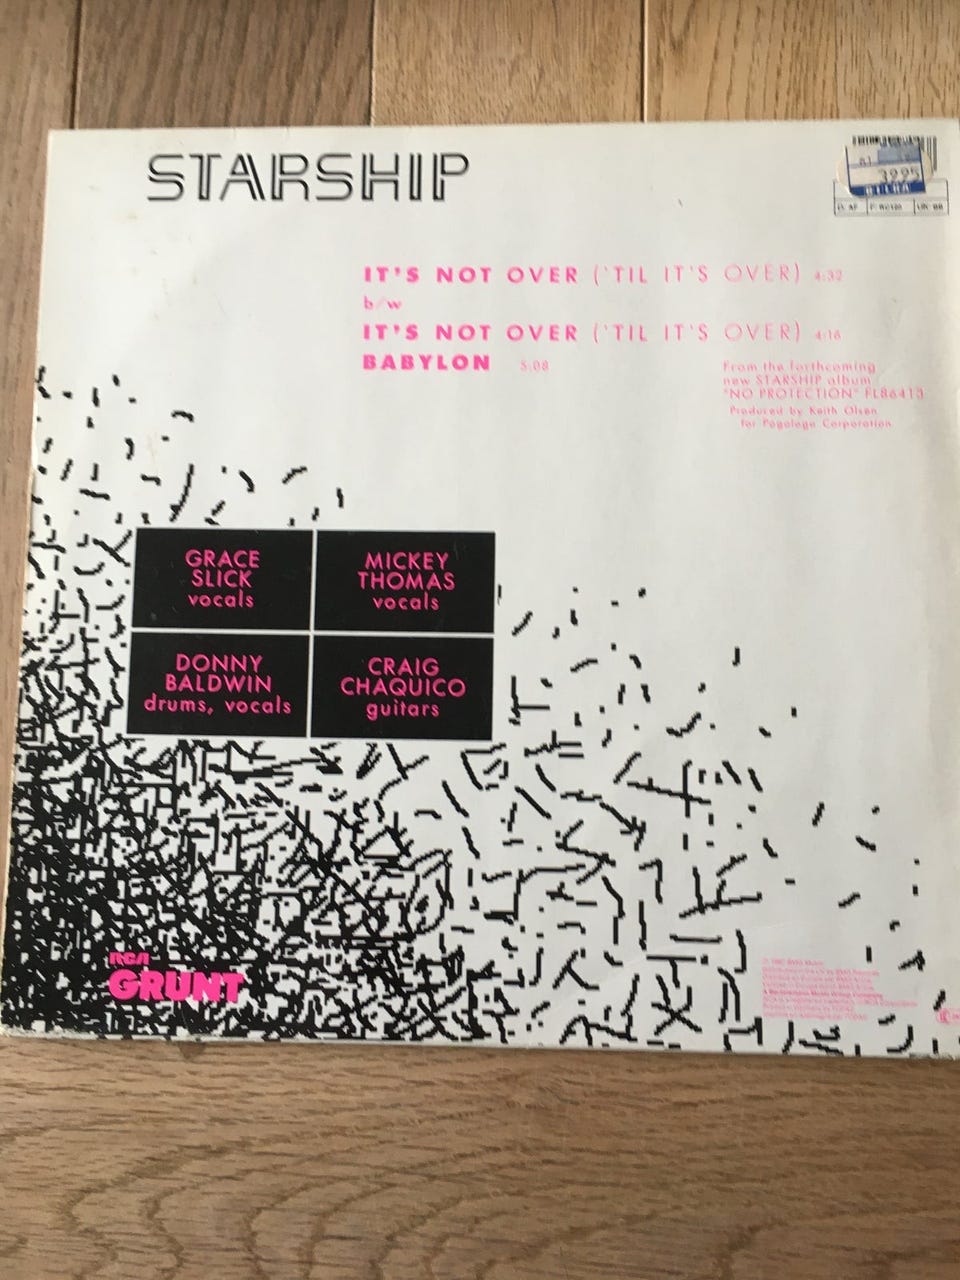 STARSHIP
3225
IT'S NOT OVER ('TIL IT'S OVER) 4:32
b/w
IT'S NOT OVER ('TIL IT'S OVER) 4:16
BABYLON 5:08
From the forthcoming
new STARSHIP album
"NO PROTECTION" FL86413
Produced by Keith Olsen
for Pogologo Corporation
GRACE
SLICK
vocals
MICKEY
THOMAS
vocals
DONNY
BALDWIN
drums, vocals
CRAIG
CHAQUICO
guitars
RCA
GRUNT